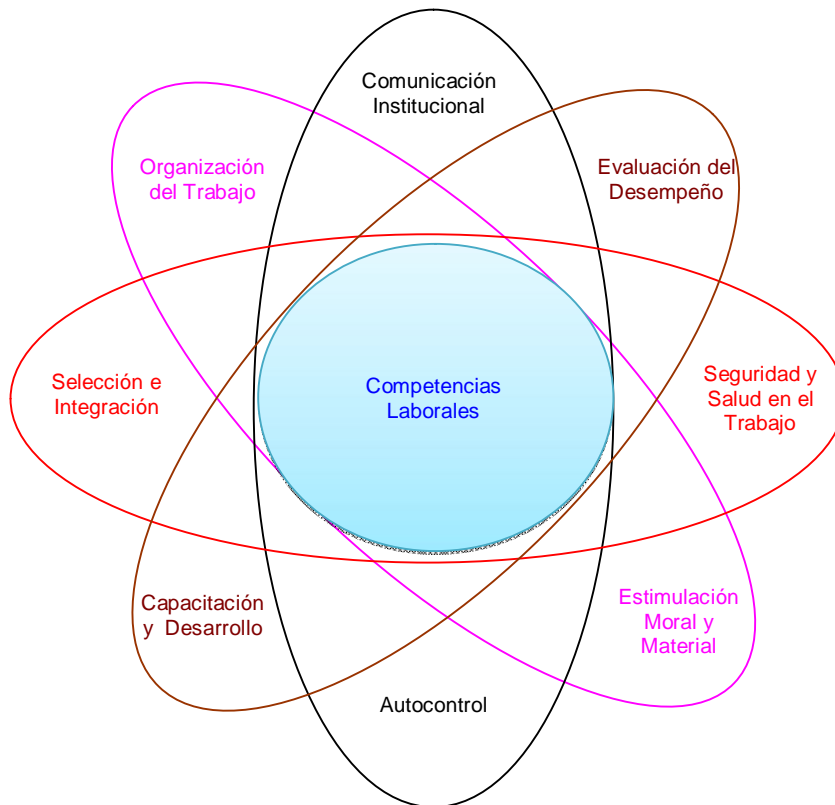 Comunicación
Institucional
Organización
del Trabajo
Evaluación del
Desempeño
Selección e
Integración
Competencias
Laborales
Seguridad y
Salud en el
Trabajo
Capacitación
y Desarrollo
Estimulación
Moral y
Material
Autocontrol